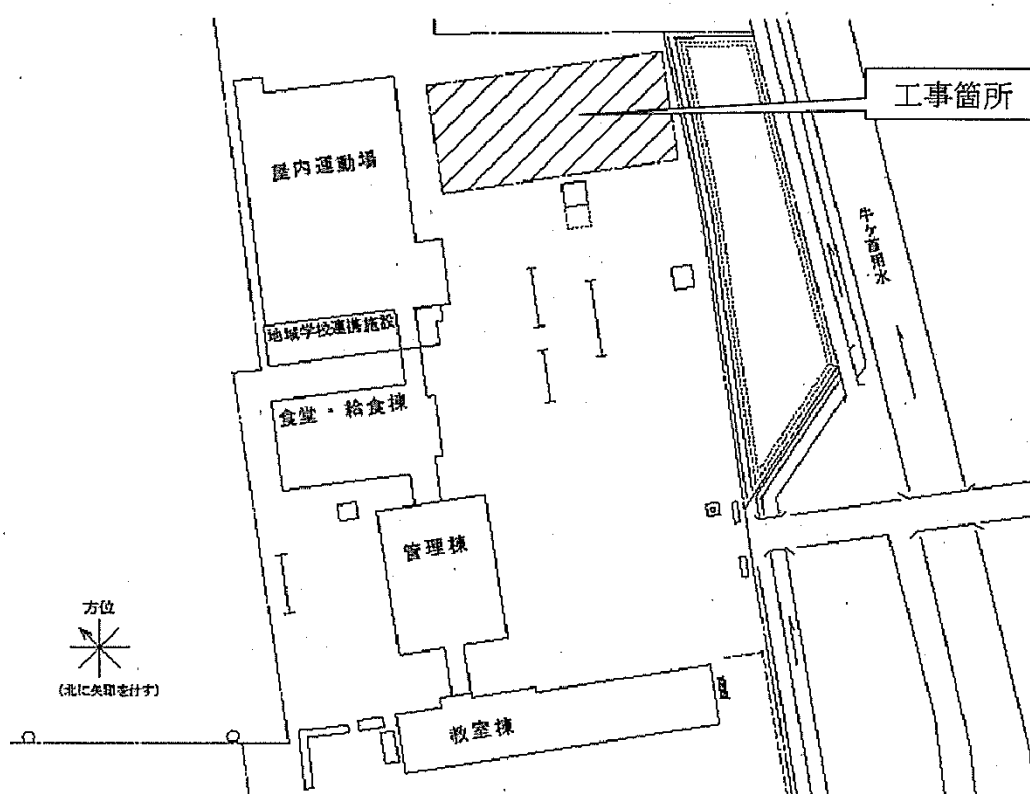 工事箇所
屋内運動場
牛ケ首用水
地域学校連携施設
食堂・給食棟
管理棟
方位
(北に矢印を付す)
教室棟
回